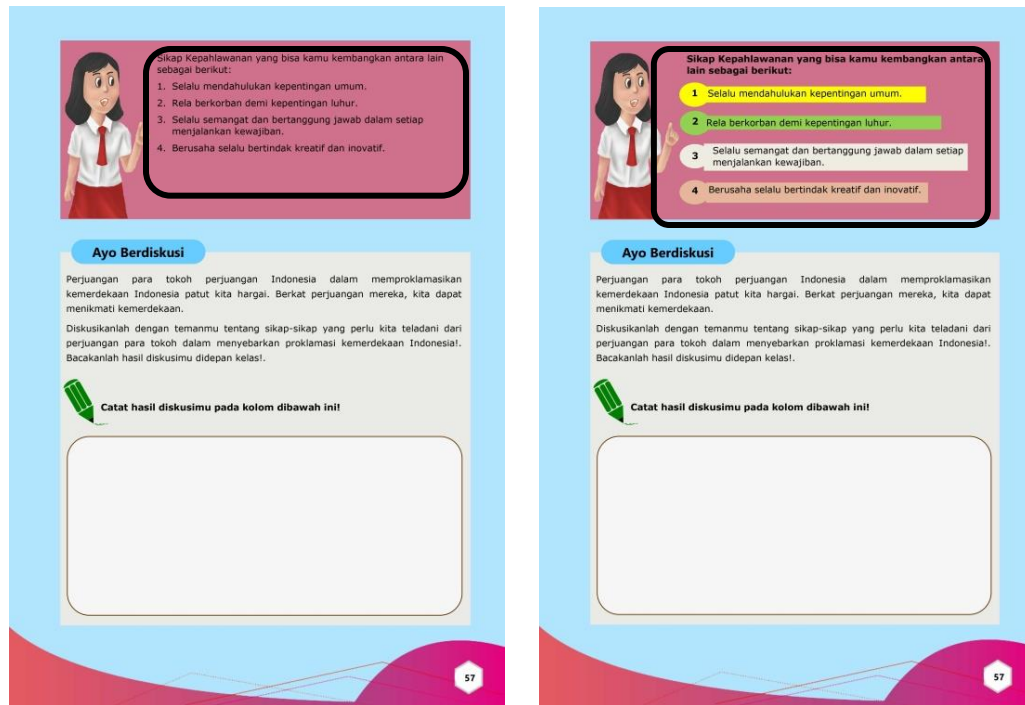 Sikap Kepahlawanan yang bisa kamu kembangkan antara lain
sebagai berikut:
1. Selalu mendahulukan kepentingan umum.
2. Rela berkorban demi kepentingan luhur.
3. Selalu semangat dan bertanggung jawab dalam setiap
menjalankan kewajiban.
4. Berusaha selalu bertindak kreatif dan inovatif.
Ayo Berdiskusi
Perjuangan para tokoh perjuangan Indonesia dalam memproklamasikan
kemerdekaan Indonesia patut kita hargai. Berkat perjuangan mereka, kita dapat
menikmati kemerdekaan.
Diskusikanlah dengan temanmu tentang sikap-sikap yang perlu kita teladani dari
perjuangan para tokoh dalam menyebarkan proklamasi kemerdekaan Indonesia!.
Bacakanlah hasil diskusimu didepan kelas!.
Catat hasil diskusimu pada kolom dibawah ini!
57
Sikap Kepahlawanan yang bisa kamu kembangkan antara
lain sebagai berikut:
1 Selalu mendahulukan kepentingan umum.
2 Rela berkorban demi kepentingan luhur.
3 Selalu semangat dan bertanggung jawab dalam setiap
menjalankan kewajiban.
4 Berusaha selalu bertindak kreatif dan inovatif.
Ayo Berdiskusi
Perjuangan para tokoh perjuangan Indonesia dalam memproklamasikan
kemerdekaan Indonesia patut kita hargai. Berkat perjuangan mereka, kita dapat
menikmati kemerdekaan.
Diskusikanlah dengan temanmu tentang sikap-sikap yang perlu kita teladani dari
perjuangan para tokoh dalam menyebarkan proklamasi kemerdekaan Indonesia!.
Bacakanlah hasil diskusimu didepan kelas!.
Catat hasil diskusimu pada kolom dibawah ini!
57